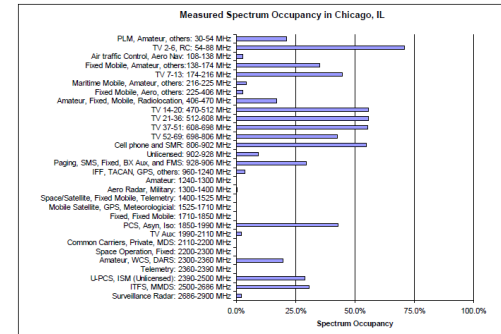 Measured Spectrum Occupancy in Chicago, IL
PLM, Amateur, others: 30-54 MHz
TV 2-6, RC: 54-88 MHz
Air traffic Control, Aero Nav: 108-138 MHz
Fixed Mobile, Amateur, others:138-174 MHz
TV 7-13: 174-216 MHz
Maritime Mobile, Amateur, others: 216-225 MHz
Fixed Mobile, Aero, others: 225-406 MHz
Amateur, Fixed, Mobile, Radiolocation, 406-470 MHz
TV 14-20: 470-512 MHz
TV 21-36: 512-608 MHz
TV 37-51: 608-698 MHz
TV 52-69: 698-806 MHz
Cell phone and SMR: 806-902 MHz
Unlicensed: 902-928 MHz
Paging, SMS, Fixed, BX Aux, and FMS: 928-906 MHz
IFF, TACAN, GPS, others: 960-1240 MHz
Amateur: 1240-1300 MHz
Aero Radar, Military: 1300-1400 MHz
Space/Satellite, Fixed Mobile, Telemetry: 1400-1525 MHz
Mobile Satellite, GPS, Meteorological: 1525-1710 MHz
Fixed, Fixed Mobile: 1710-1850 MHz
PCS, Asyn, Iso: 1850-1990 MHz
TV Aux: 1990-2110 MHz
Common Carriers, Private, MDS: 2110-2200 MHz
Space Operation, Fixed: 2200-2300 MHz
Amateur, WCS, DARS: 2300-2360 MHz
Telemetry: 2360-2390 MHz
U-PCS, ISM (Unlicensed): 2390-2500 MHz
ITFS, MMDS: 2500-2686 MHz
Surveillance Radar: 2686-2900 MHz
0.0% 25.0% 50.0% 75.0% 100.0%
Spectrum Occupancy